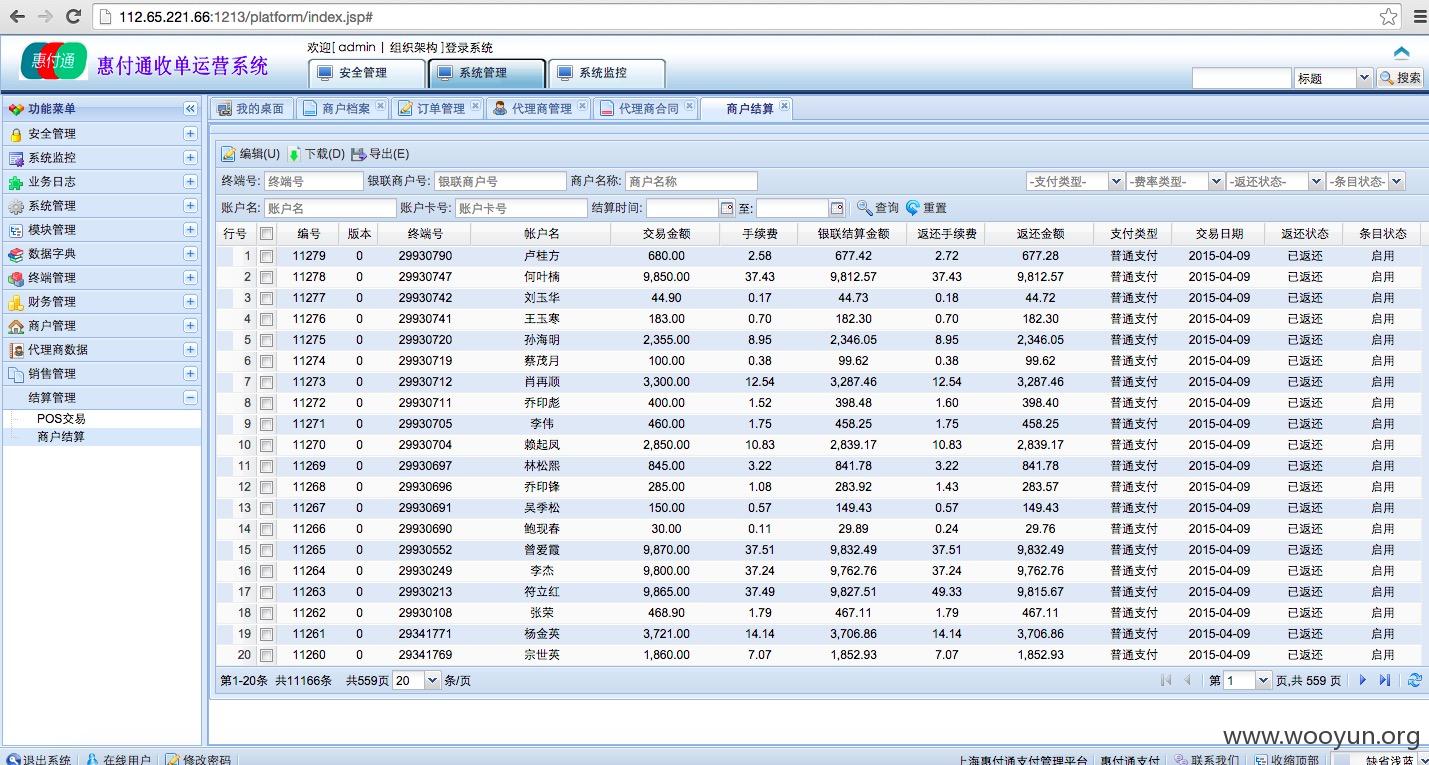 112.65.221.66:1213/platform/index.jsp#
惠付通 惠付通收单运营系统
欢迎[ admin | 组织架构 ]登录系统
安全管理 系统管理 系统监控
标题 搜索
功能菜单
安全管理
系统监控
业务日志
系统管理
模块管理
数据字典
终端管理
财务管理
商户管理
代理商数据
销售管理
结算管理
POS交易
商户结算
我的桌面 商户档案 订单管理 代理商管理 代理商合同 商户结算
编辑(U) 下载(D) 导出(E)
终端号: 终端号 银联商户号: 银联商户号 商户名称: 商户名称 -支付类型- -费率类型- -返还状态- -条目状态-
账户名: 账户名 账户卡号: 账户卡号 结算时间: 至: 查询 重置
行号 编号 版本 终端号 帐户名 交易金额 手续费 银联结算金额 返还手续费 返还金额 支付类型 交易日期 返还状态 条目状态
1 11279 0 29930790 卢桂方 680.00 2.58 677.42 2.72 677.28 普通支付 2015-04-09 已返还 启用
2 11278 0 29930747 何叶楠 9,850.00 37.43 9,812.57 37.43 9,812.57 普通支付 2015-04-09 已返还 启用
3 11277 0 29930742 刘玉华 44.90 0.17 44.73 0.18 44.72 普通支付 2015-04-09 已返还 启用
4 11276 0 29930741 王玉寒 183.00 0.70 182.30 0.70 182.30 普通支付 2015-04-09 已返还 启用
5 11275 0 29930720 孙海明 2,355.00 8.95 2,346.05 8.95 2,346.05 普通支付 2015-04-09 已返还 启用
6 11274 0 29930719 蔡茂月 100.00 0.38 99.62 0.38 99.62 普通支付 2015-04-09 已返还 启用
7 11273 0 29930712 肖再顺 3,300.00 12.54 3,287.46 12.54 3,287.46 普通支付 2015-04-09 已返还 启用
8 11272 0 29930711 乔印彪 400.00 1.52 398.48 1.60 398.40 普通支付 2015-04-09 已返还 启用
9 11271 0 29930705 李伟 460.00 1.75 458.25 1.75 458.25 普通支付 2015-04-09 已返还 启用
10 11270 0 29930704 赖起凤 2,850.00 10.83 2,839.17 10.83 2,839.17 普通支付 2015-04-09 已返还 启用
11 11269 0 29930697 林松熙 845.00 3.22 841.78 3.22 841.78 普通支付 2015-04-09 已返还 启用
12 11268 0 29930696 乔印锋 285.00 1.08 283.92 1.43 283.57 普通支付 2015-04-09 已返还 启用
13 11267 0 29930691 吴季松 150.00 0.57 149.43 0.57 149.43 普通支付 2015-04-09 已返还 启用
14 11266 0 29930690 鲍现春 30.00 0.11 29.89 0.24 29.76 普通支付 2015-04-09 已返还 启用
15 11265 0 29930552 曾爱霞 9,870.00 37.51 9,832.49 37.51 9,832.49 普通支付 2015-04-09 已返还 启用
16 11264 0 29930249 李杰 9,800.00 37.24 9,762.76 37.24 9,762.76 普通支付 2015-04-09 已返还 启用
17 11263 0 29930213 符立红 9,865.00 37.49 9,827.51 49.33 9,815.67 普通支付 2015-04-09 已返还 启用
18 11262 0 29930108 张荣 468.90 1.79 467.11 1.79 467.11 普通支付 2015-04-09 已返还 启用
19 11261 0 29341771 杨金英 3,721.00 14.14 3,706.86 14.14 3,706.86 普通支付 2015-04-09 已返还 启用
20 11260 0 29341769 宗世英 1,860.00 7.07 1,852.93 7.07 1,852.93 普通支付 2015-04-09 已返还 启用
第1-20条 共11166条 共559页 20 条/页 第 1 页,共 559 页
www.wooyun.org
退出系统 在线用户 修改密码 上海惠付通支付管理平台 惠付通支付 联系我们 收缩顶部 缺省浅蓝